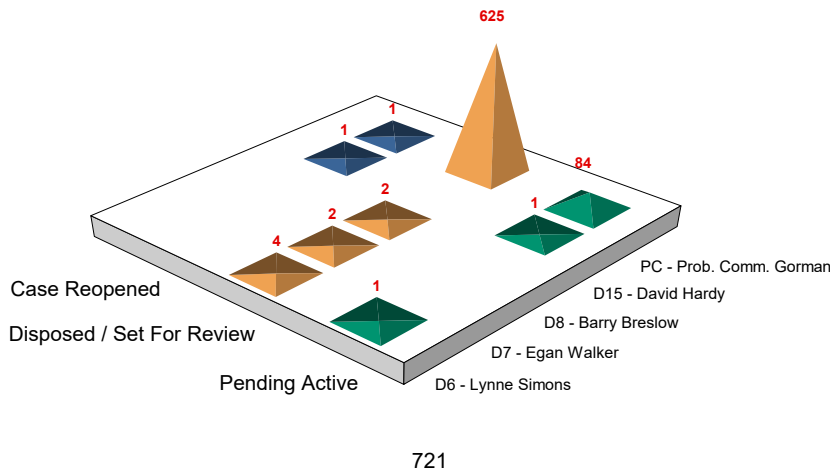 625
1
1
84
2
1
2
4
1
PC - Prob. Comm. Gorman
Case Reopened
D15 - David Hardy
Disposed / Set For Review
D8 - Barry Breslow
D7 - Egan Walker
Pending Active
D6 - Lynne Simons
721